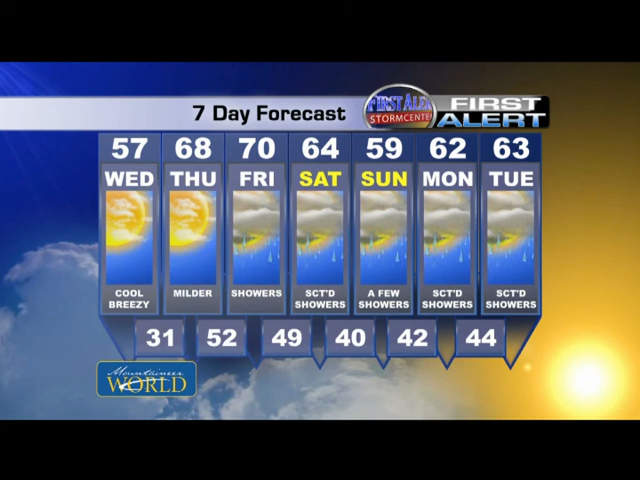 7 Day Forecast
FIRST ALERT
STORMCENTER
FIRST
ALERT
57 68 70 64 59 62 63
WED THU FRI SAT SUN MON TUE
COOL BREEZY
MILDER
SHOWERS
SCT'D SHOWERS
A FEW SHOWERS
SCT'D SHOWERS
SCT'D SHOWERS
31 52 49 40 42 44
Mountaineer
WORLD